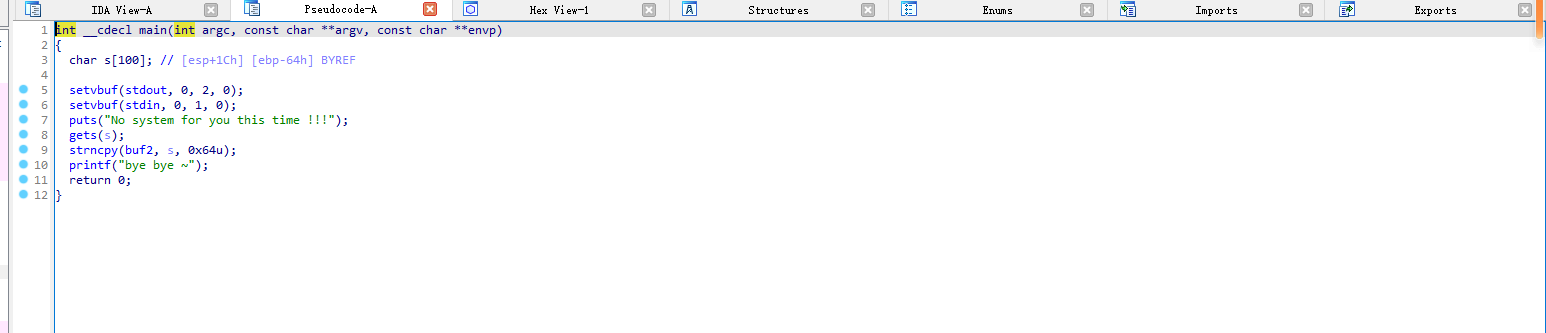 IDA View-A Pseudocode-A Hex View-1 Structures Enums Imports Exports
1 int __cdecl main(int argc, const char **argv, const char **envp)
2 {
3 char s[100]; // [esp+1Ch] [ebp-64h] BYREF
4
5 setvbuf(stdout, 0, 2, 0);
6 setvbuf(stdin, 0, 1, 0);
7 puts("No system for you this time !!!");
8 gets(s);
9 strncpy(buf2, s, 0x64u);
10 printf("bye bye ~");
11 return 0;
12 }